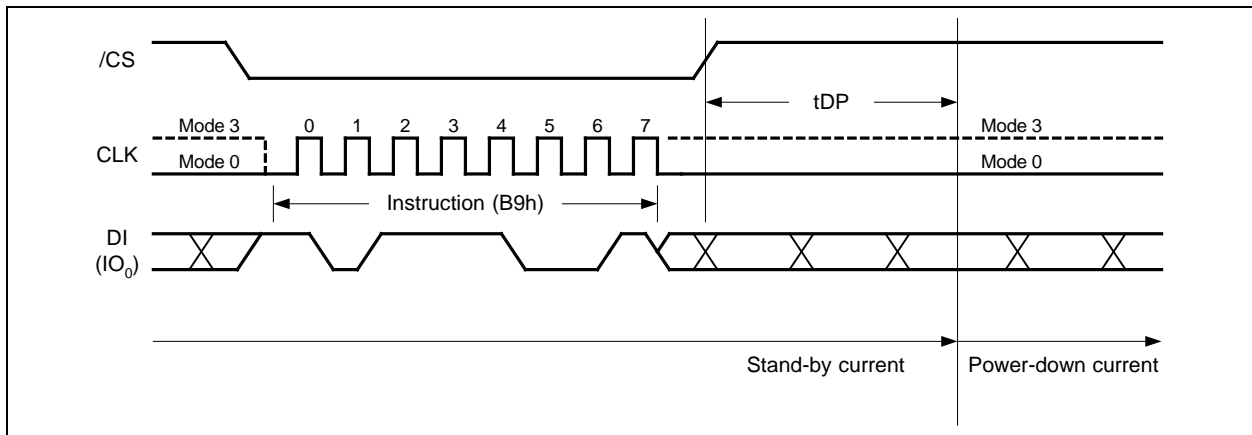 /CS
tDP
Mode 3 0 1 2 3 4 5 6 7 Mode 3
CLK
Mode 0 Mode 0
Instruction (B9h)
DI
(IO0)
Stand-by current Power-down current